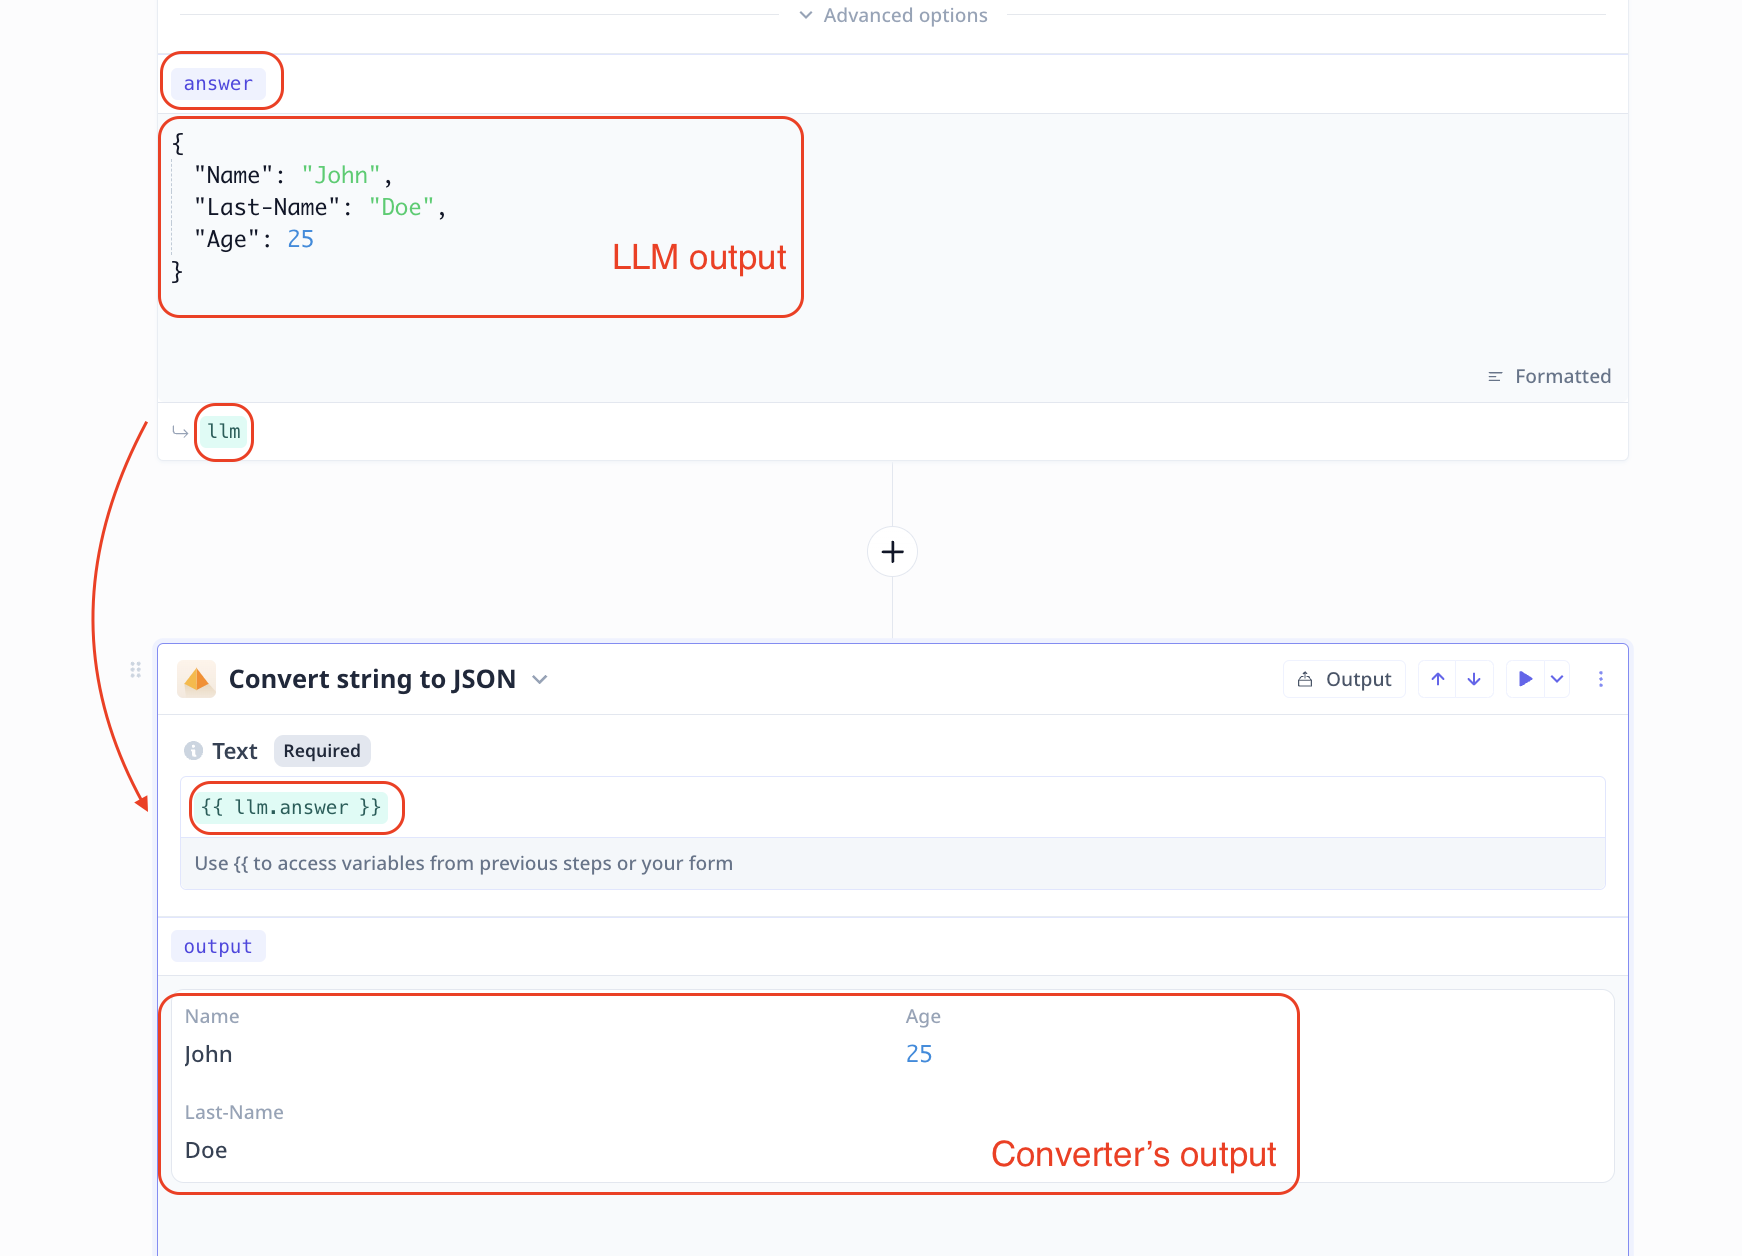 Advanced options
answer
{
"Name": "John",
"Last-Name": "Doe",
"Age": 25
}
LLM output
Formatted
llm
Convert string to JSON
Output
Text Required
{{ llm.answer }}
Use {{ to access variables from previous steps or your form
output
Name Age
John 25
Last-Name
Doe
Converter’s output